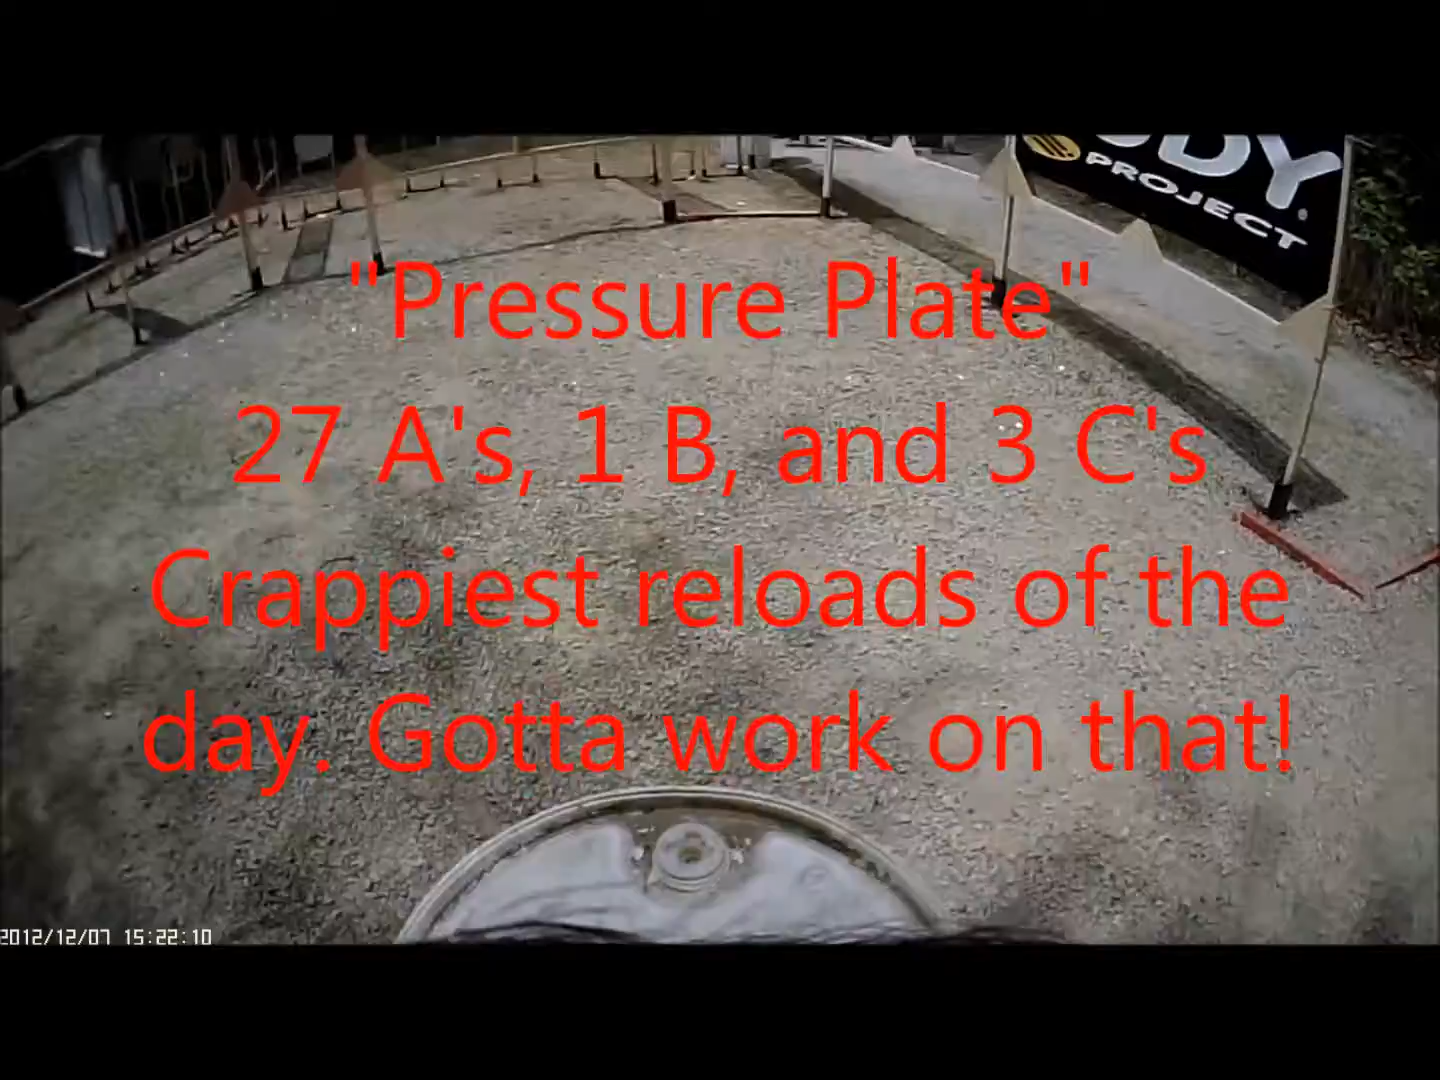 DY
PROJECT
"Pressure Plate"
27 A's, 1 B, and 3 C's
Crappiest reloads of the
day. Gotta work on that!
2012/12/07 15:22:10